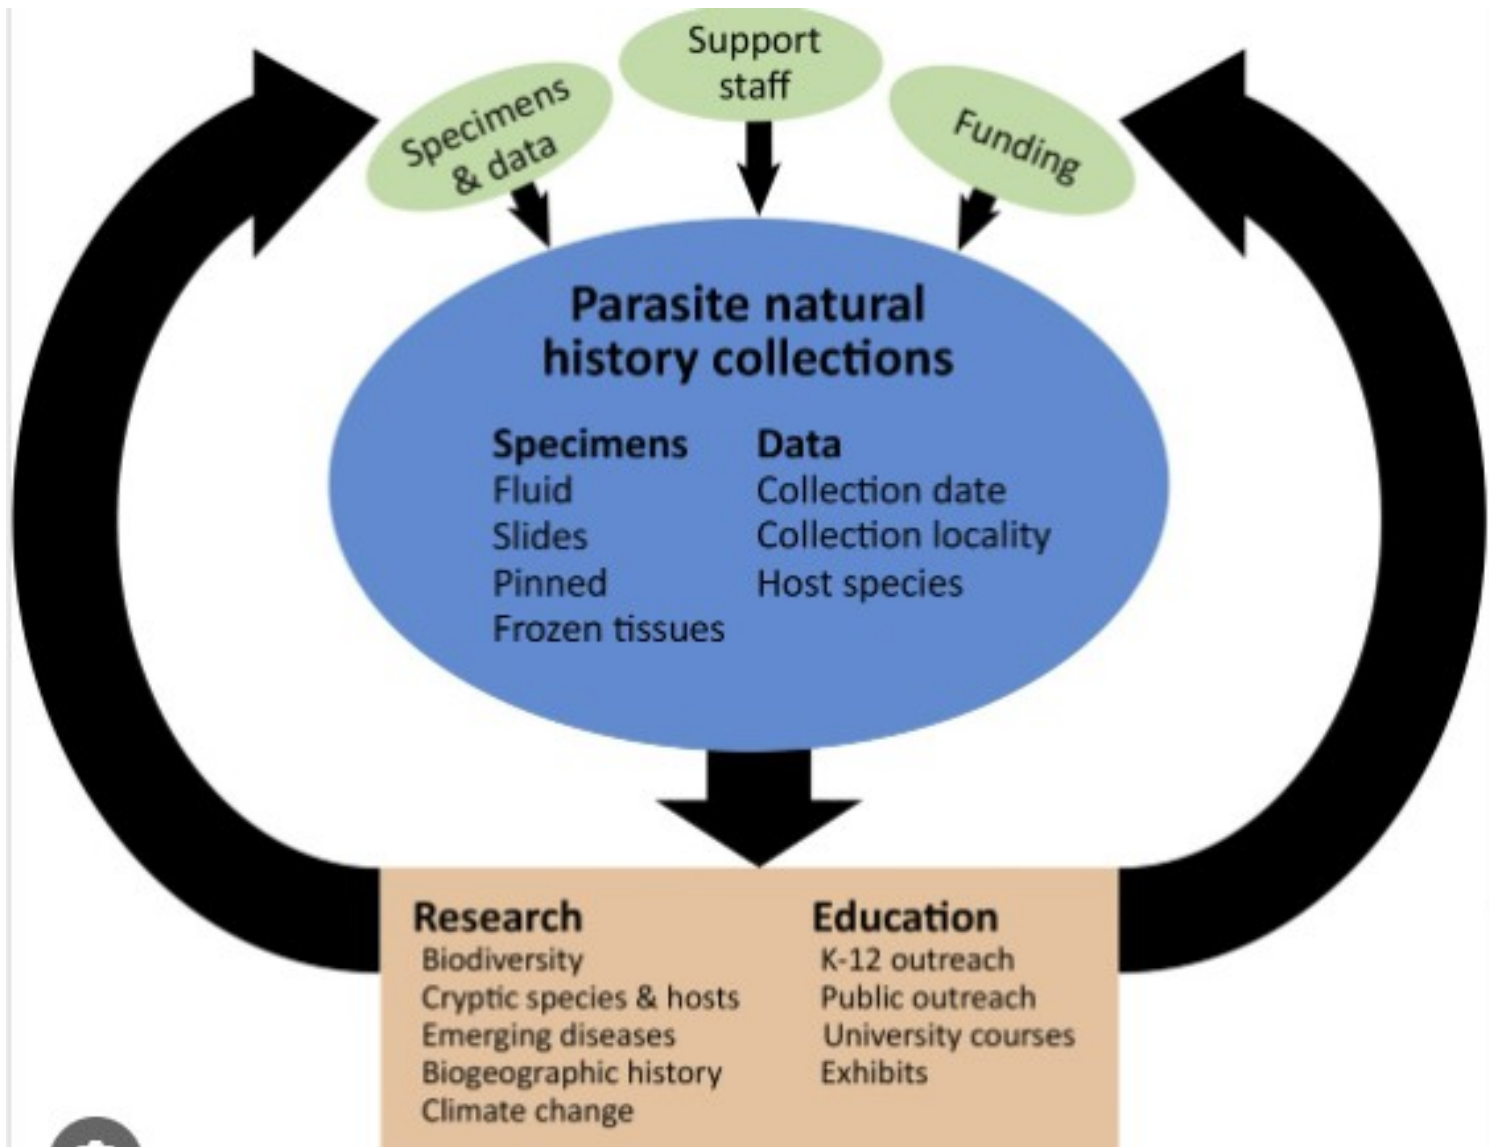 Support
staff
Specimens
& data
Funding
Parasite natural
history collections
Specimens
Fluid
Slides
Pinned
Frozen tissues
Data
Collection date
Collection locality
Host species
Research
Biodiversity
Cryptic species & hosts
Emerging diseases
Biogeographic history
Climate change
Education
K-12 outreach
Public outreach
University courses
Exhibits